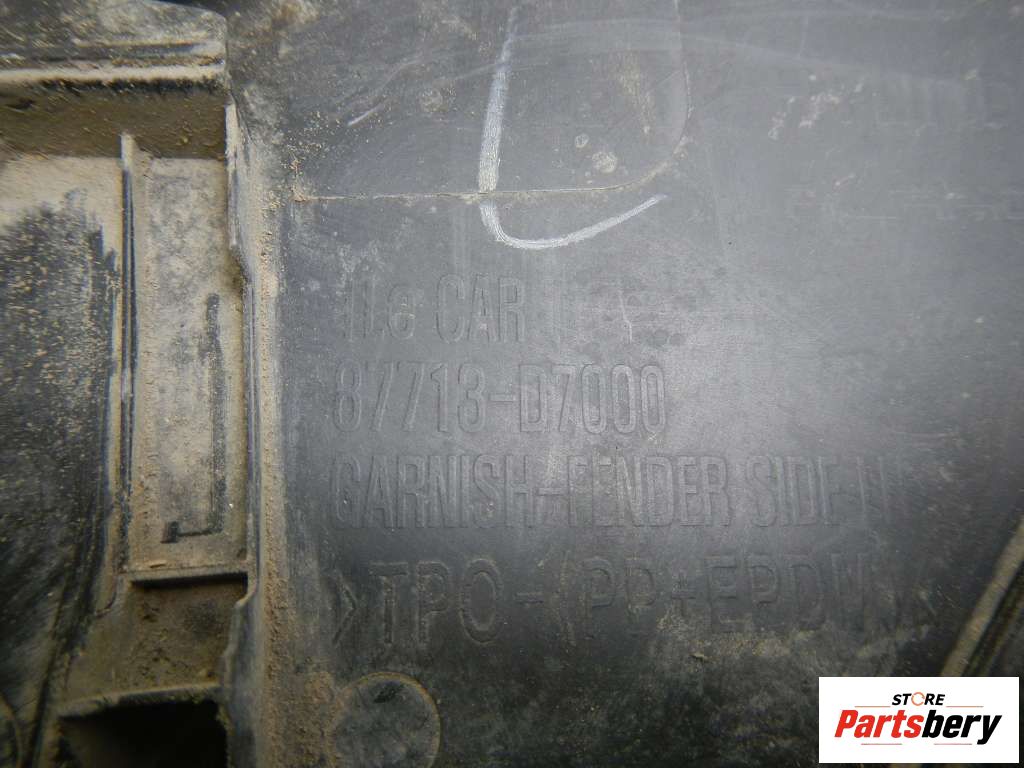 CAR
87713-D7000
GARNISH-FENDER SIDE
>TPO-(PP+EPDM)<
STORE
Partsbery